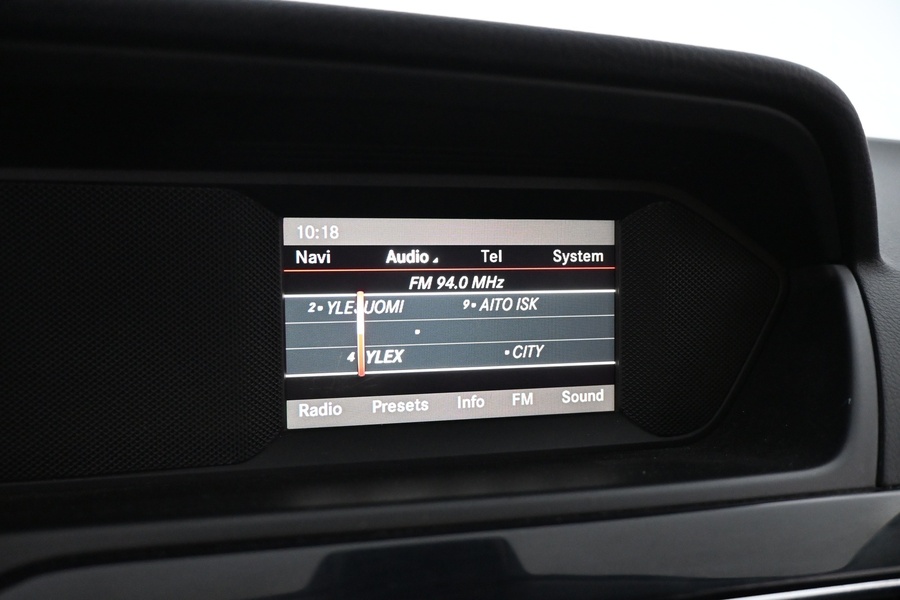 10:18
Navi Audio Tel System
FM 94.0 MHz
2 YLE SUOMI 9 AITO ISK
4 YLEX CITY
Radio Presets Info FM Sound